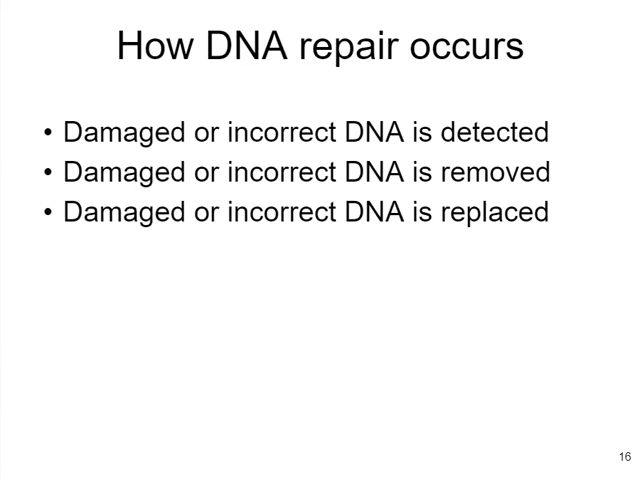 How DNA repair occurs
• Damaged or incorrect DNA is detected
• Damaged or incorrect DNA is removed
• Damaged or incorrect DNA is replaced
16